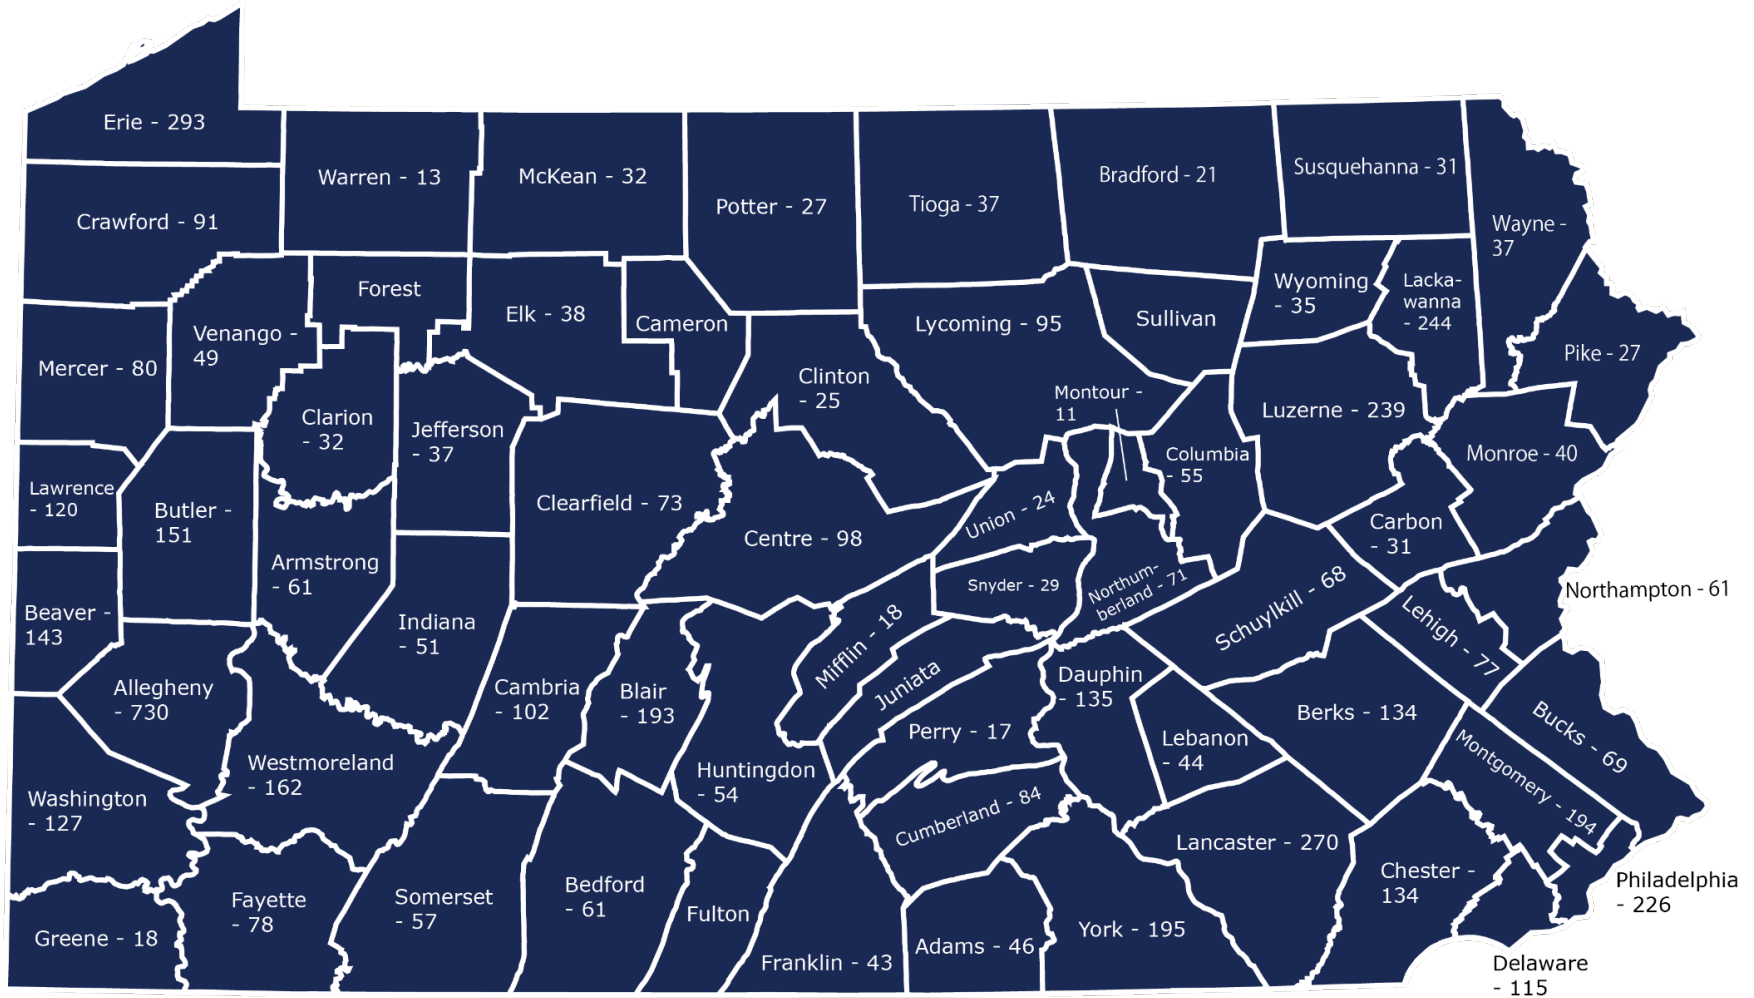 Erie - 293
Warren - 13
McKean - 32
Potter - 27
Tioga - 37
Bradford - 21
Susquehanna - 31
Wayne -
37
Crawford - 91
Forest
Elk - 38
Cameron
Lycoming - 95
Sullivan
Wyoming
- 35
Lacka-
wanna
- 244
Pike - 27
Mercer - 80
Venango -
49
Clarion
- 32
Jefferson
- 37
Clinton
- 25
Montour -
11
Columbia
- 55
Luzerne - 239
Monroe - 40
Lawrence
- 120
Butler -
151
Armstrong
- 61
Clearfield - 73
Centre - 98
Union - 24
Snyder - 29
Northum-
berland - 71
Carbon
- 31
Schuylkill - 68
Northampton - 61
Lehigh - 77
Beaver -
143
Indiana
- 51
Allegheny
- 730
Cambria
- 102
Blair
- 193
Mifflin - 18
Juniata
Dauphin
- 135
Perry - 17
Lebanon
- 44
Berks - 134
Bucks - 69
Montgomery - 194
Westmoreland
- 162
Huntingdon
- 54
Washington
- 127
Cumberland - 84
Lancaster - 270
Chester -
134
Philadelphia
- 226
Greene - 18
Fayette
- 78
Somerset
- 57
Bedford
- 61
Fulton
Franklin - 43
Adams - 46
York - 195
Delaware
- 115